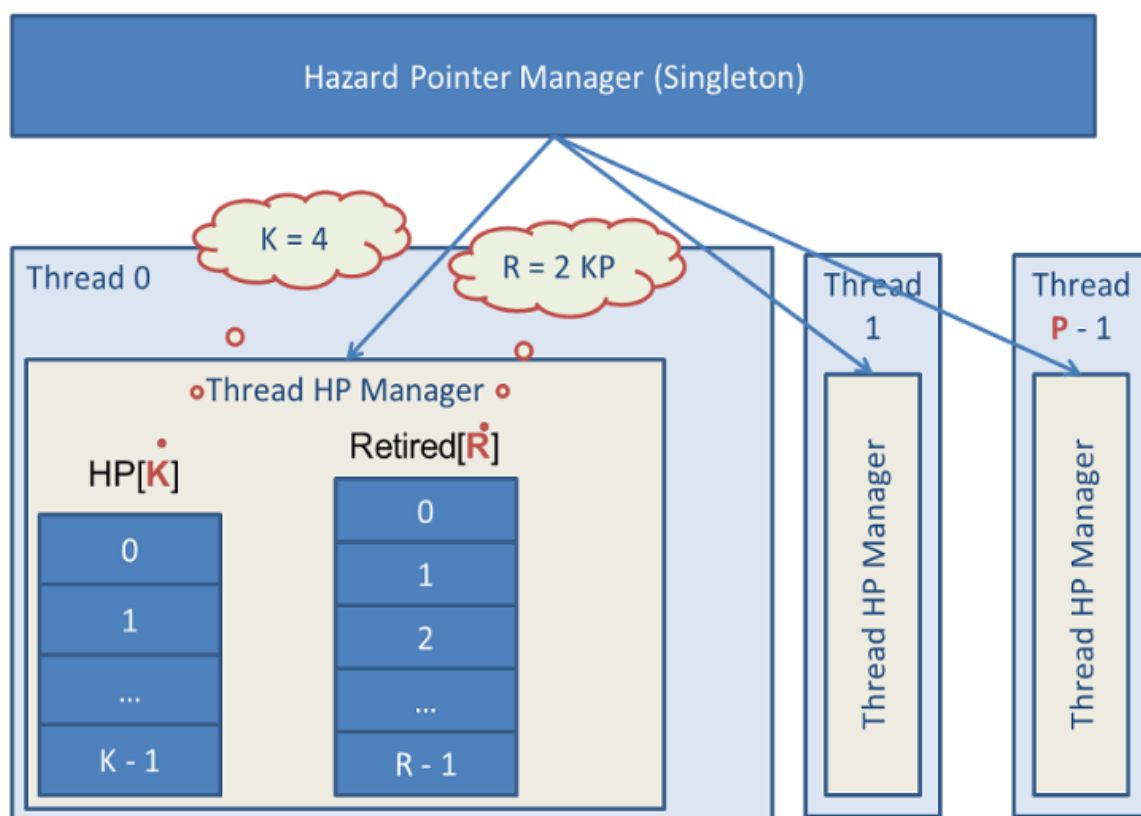 Hazard Pointer Manager (Singleton)
K = 4
R = 2 KP
Thread 0
Thread HP Manager
HP[K]
0
1
...
K - 1
Retired[R]
0
1
2
...
R - 1
Thread
1
Thread HP Manager
Thread
P - 1
Thread HP Manager